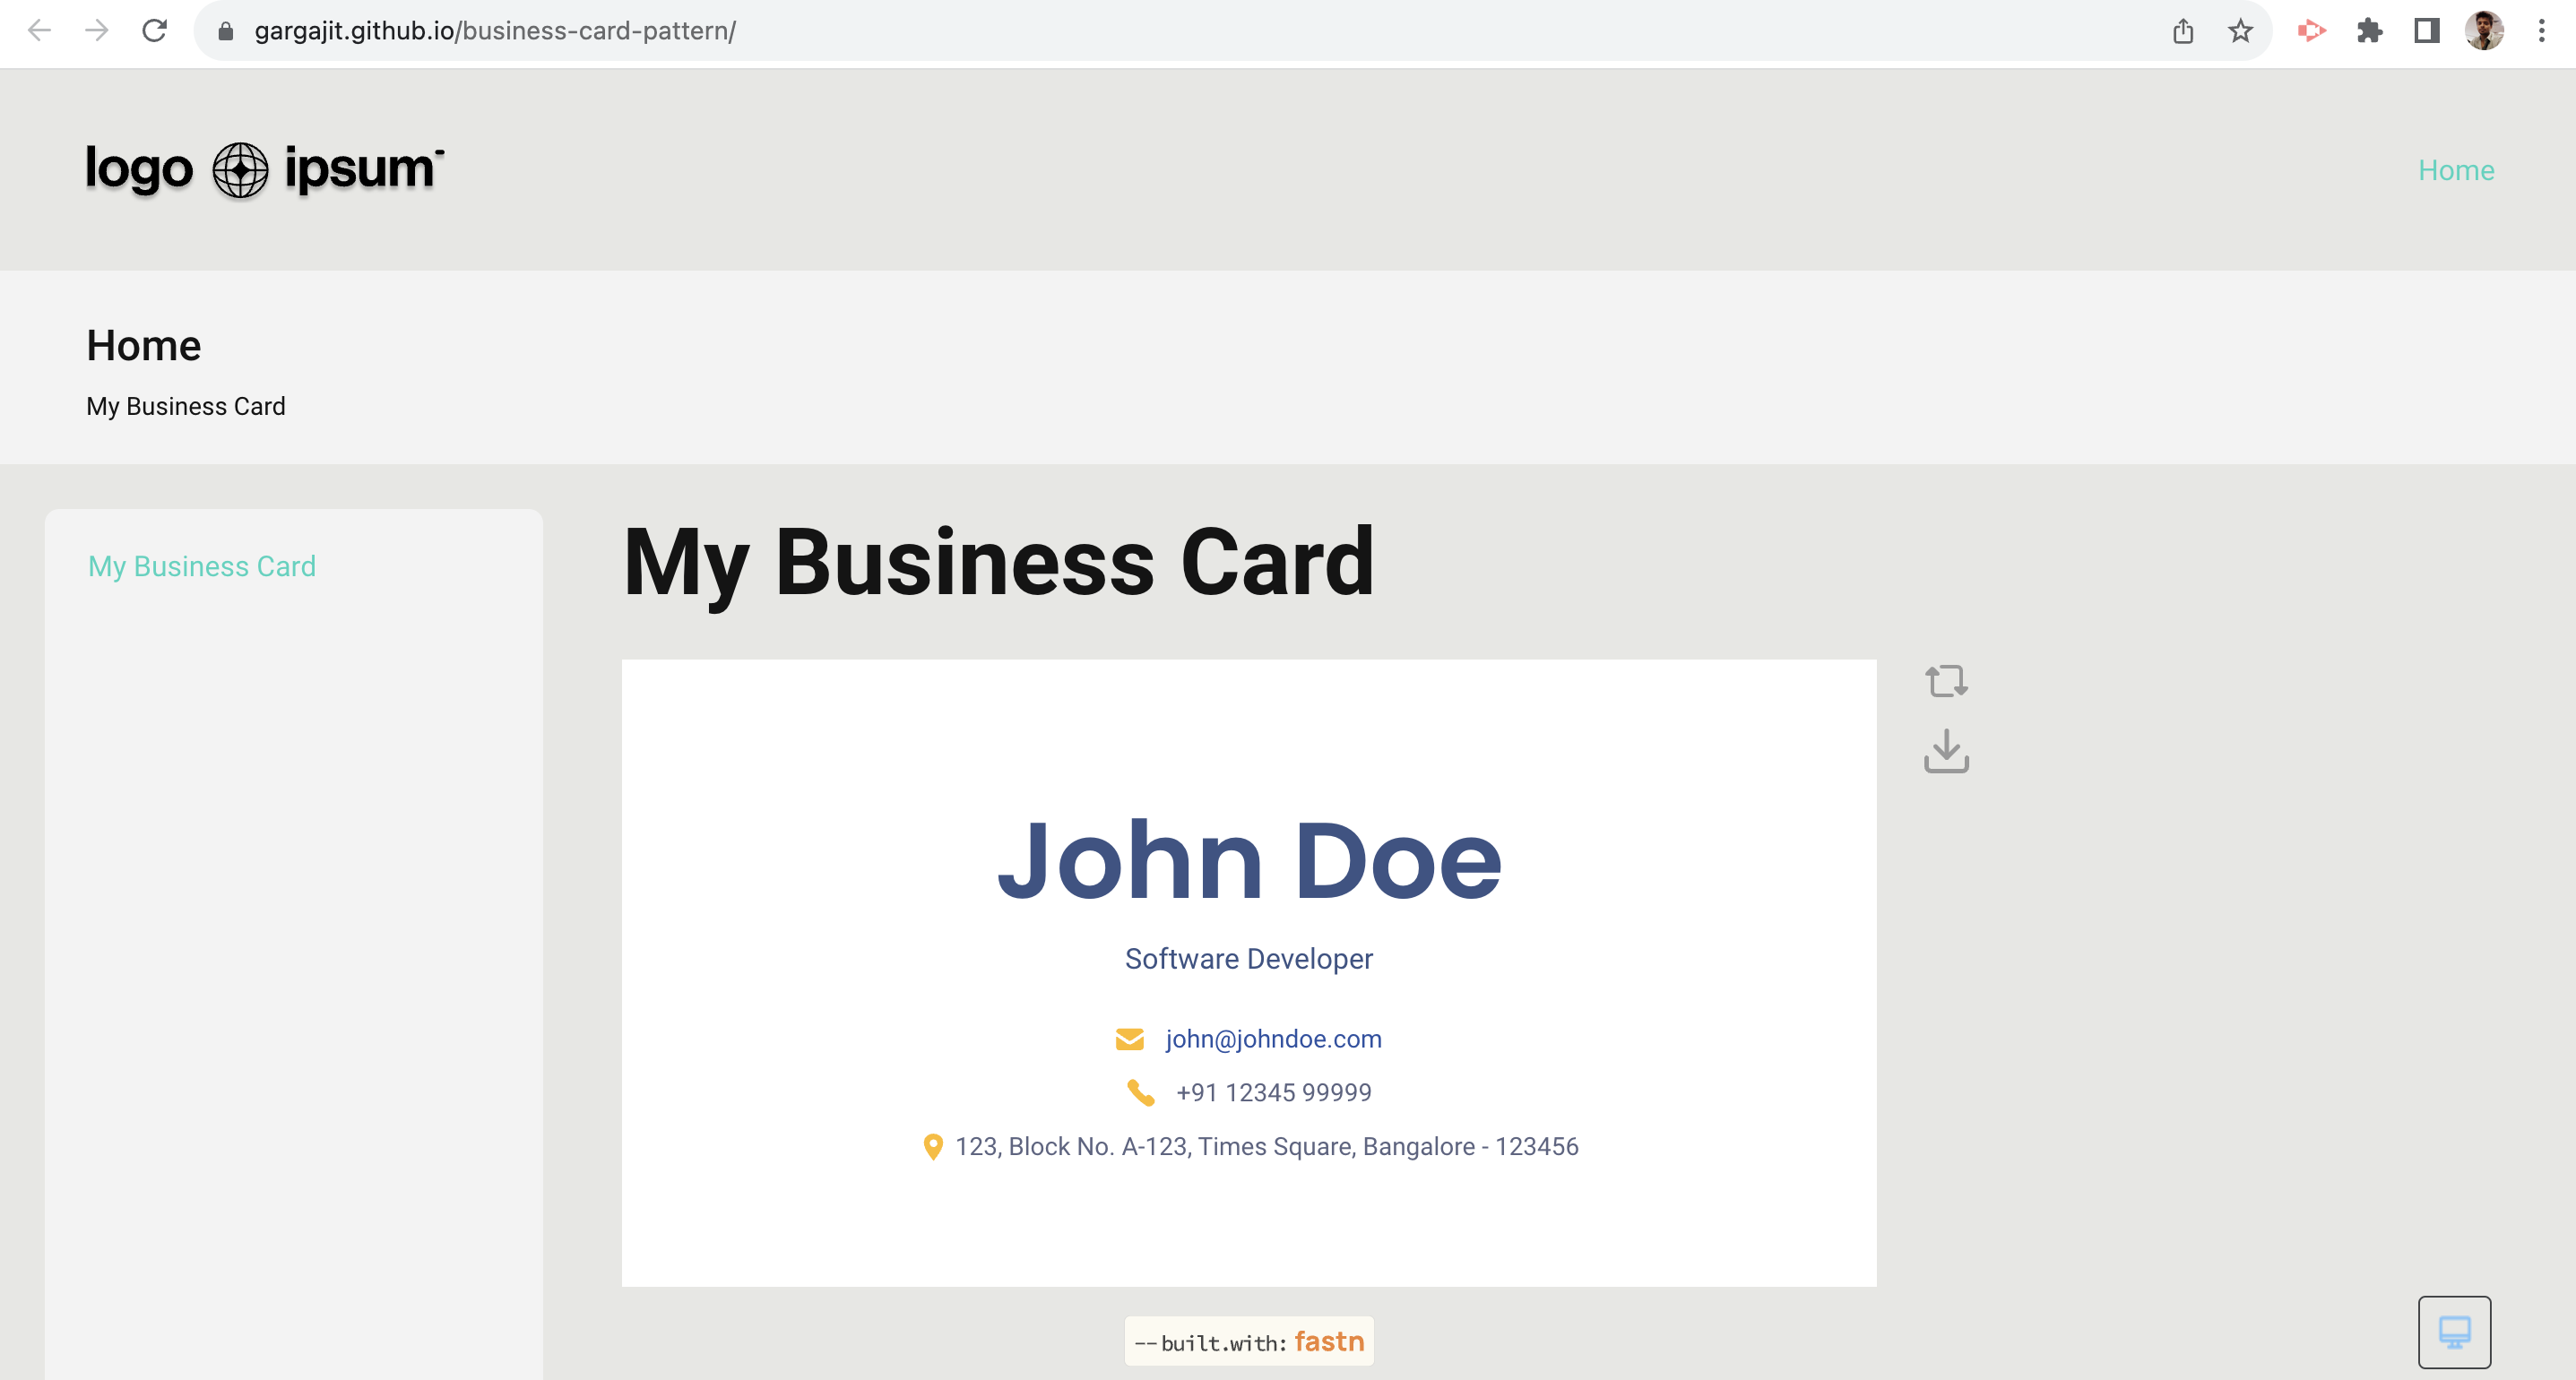 gargajit.github.io/business-card-pattern/
logo ipsum
Home
Home
My Business Card
My Business Card
My Business Card
John Doe
Software Developer
john@johndoe.com
+91 12345 99999
123, Block No. A-123, Times Square, Bangalore - 123456
-- built.with: fastn